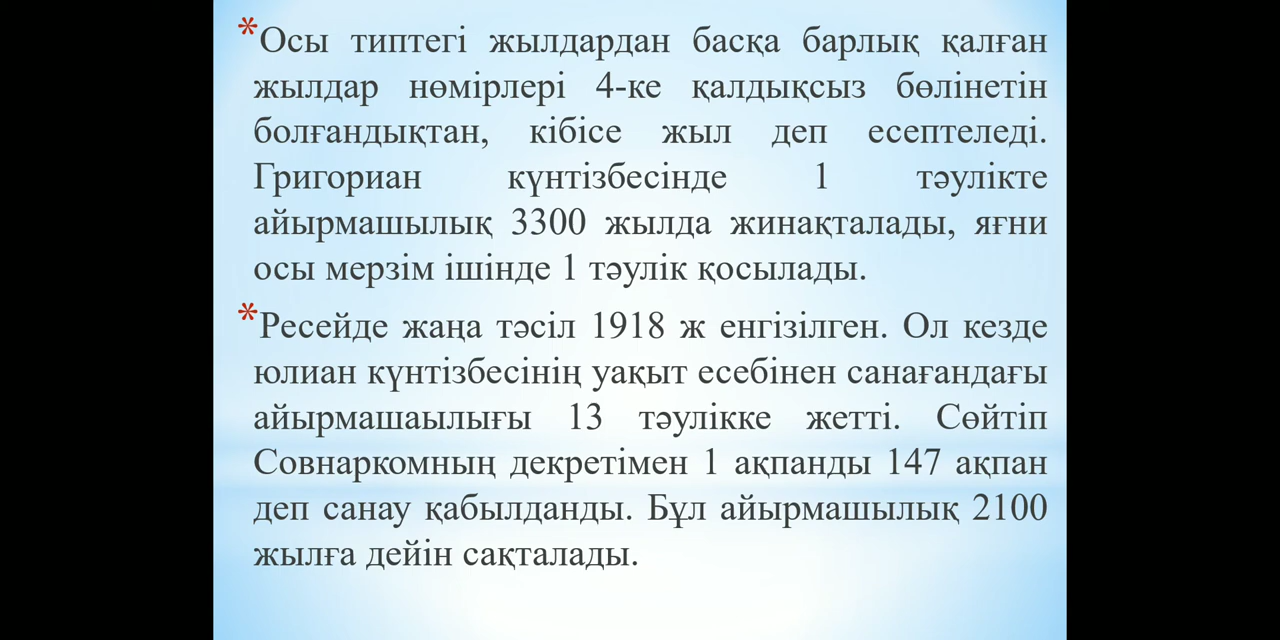 *Осы типтегі жылдардан басқа барлық қалған
жылдар нөмірлері 4-ке қалдықсыз бөлінетін
болғандықтан, кібісе жыл деп есептеледі.
Григориан күнтізбесінде 1 тәулікте
айырмашылық 3300 жылда жинақталады, яғни
осы мерзім ішінде 1 тәулік қосылады.
*Ресейде жаңа тәсіл 1918 ж енгізілген. Ол кезде
юлиан күнтізбесінің уақыт есебінен санағандағы
айырмашаылығы 13 тәулікке жетті. Сөйтіп
Совнаркомның декретімен 1 ақпанды 147 ақпан
деп санау қабылданды. Бұл айырмашылық 2100
жылға дейін сақталады.